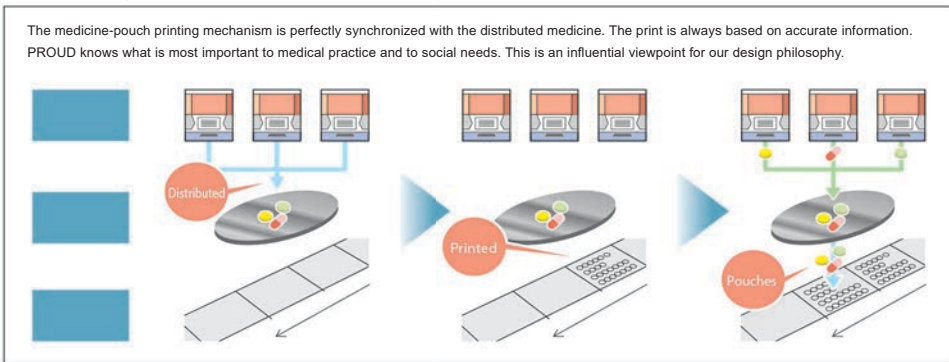 The medicine-pouch printing mechanism is perfectly synchronized with the distributed medicine. The print is always based on accurate information.
PROUD knows what is most important to medical practice and to social needs. This is an influential viewpoint for our design philosophy.
Distributed
Printed
Pouches